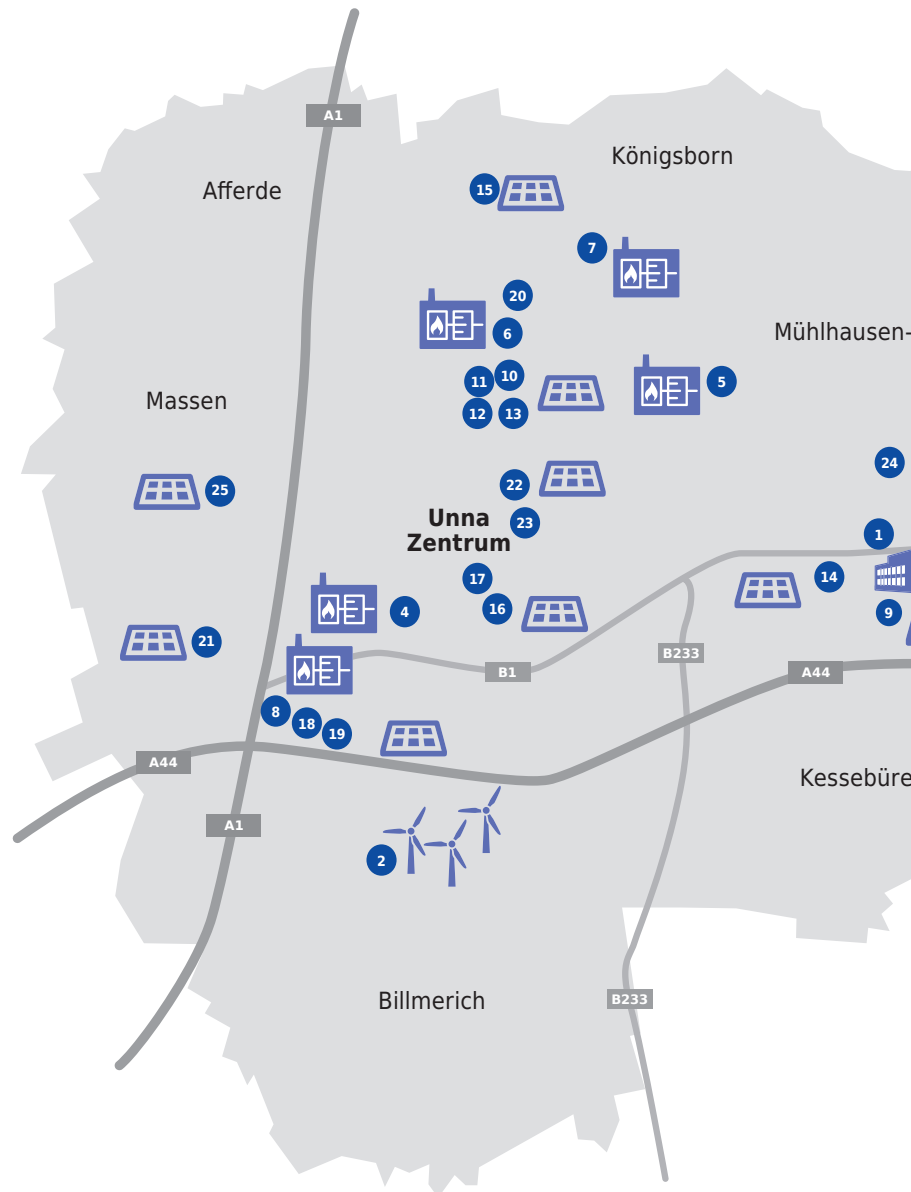 A1
Königsborn
Afferde
15
7
20
6
Mühlhausen-
11
10
5
Massen
12
13
24
25
22
Unna
Zentrum
23
1
17
14
4
16
9
21
B233
B1
A44
8
18
19
A44
Kessebüre
A1
2
Billmerich
B233